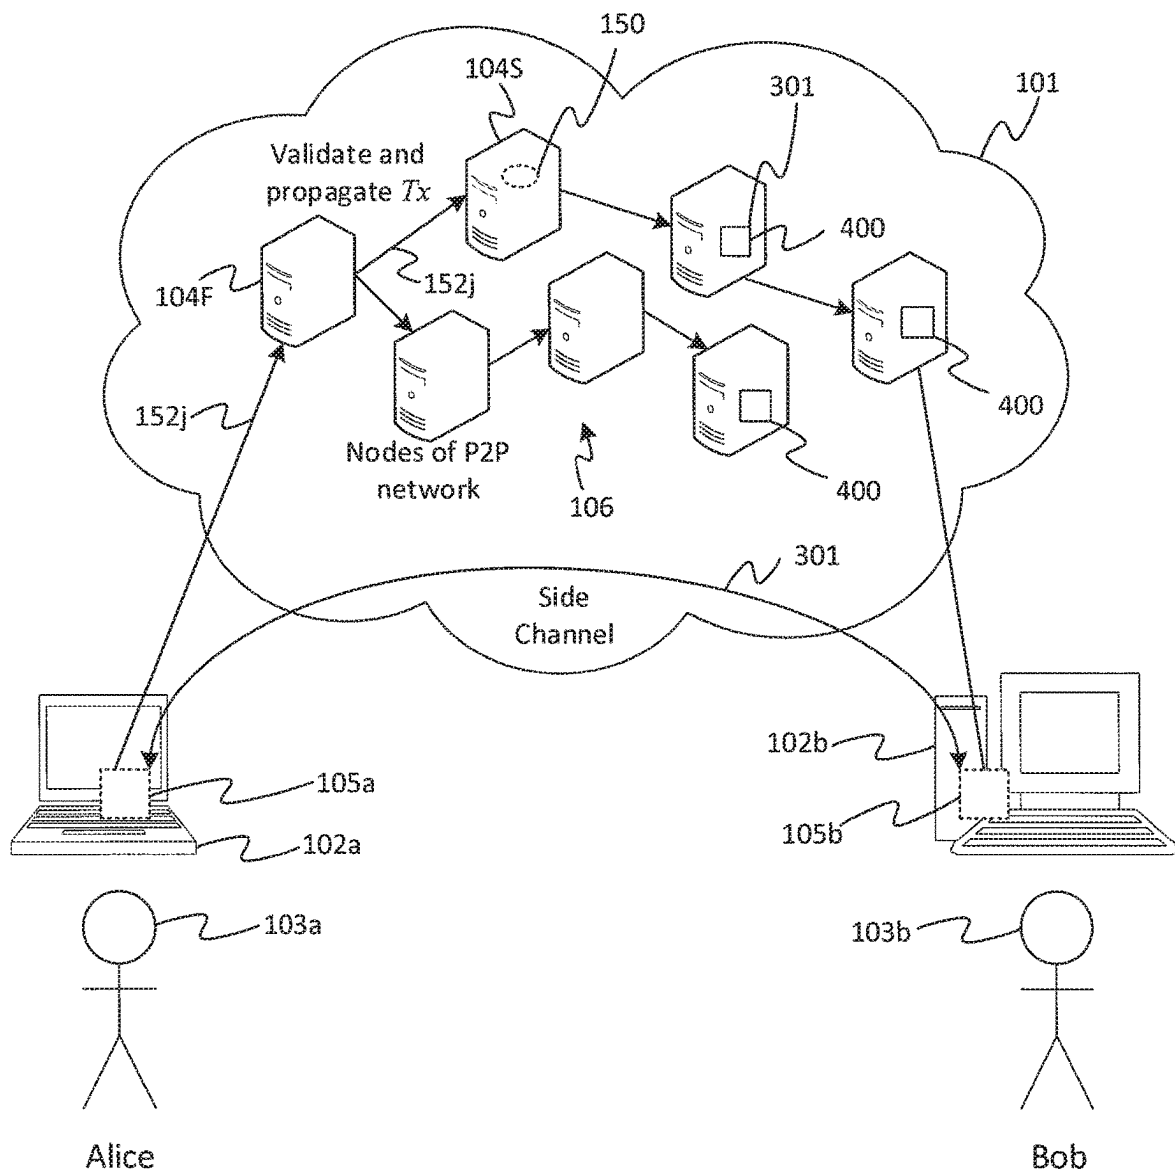 150
104S
301
101
Validate and
propagate Tx
400
152j
104F
400
152j
Nodes of P2P
network
400
106
301
Side
Channel
102b
105a
105b
102a
103a
103b
Alice
Bob